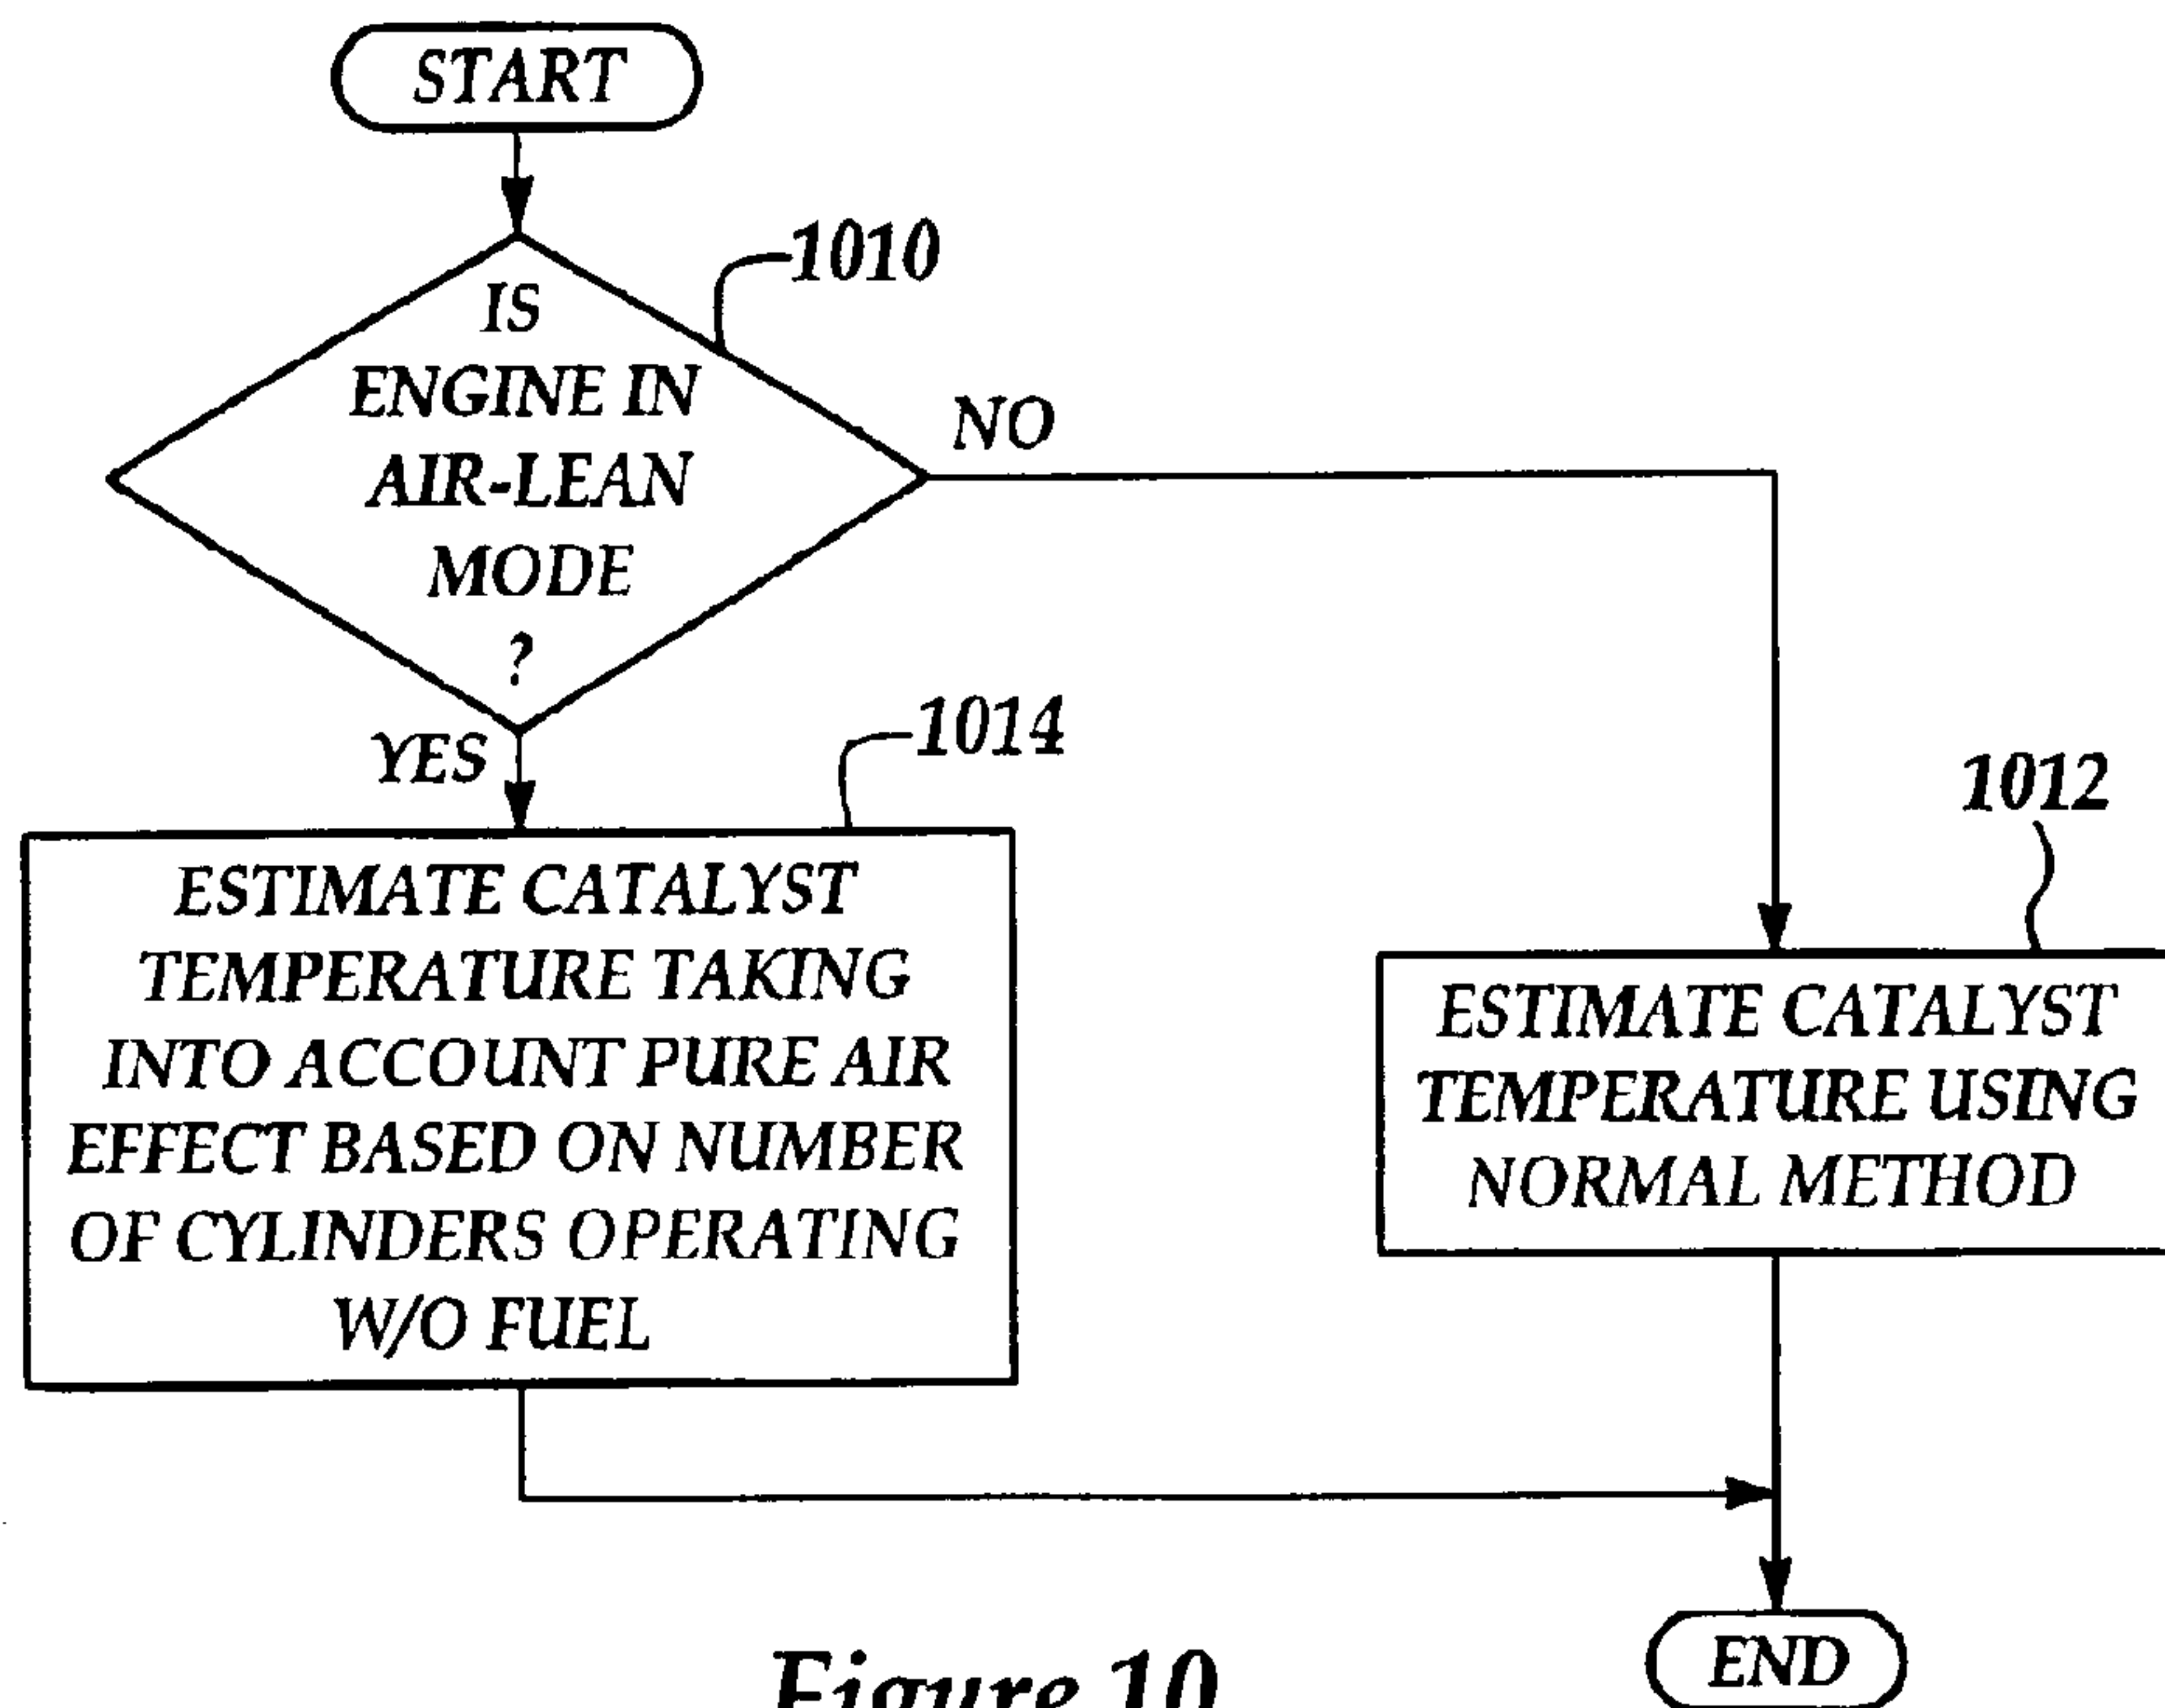 START
1010
IS
ENGINE IN
AIR-LEAN
MODE
?
NO
YES
1014
ESTIMATE CATALYST
TEMPERATURE TAKING
INTO ACCOUNT PURE AIR
EFFECT BASED ON NUMBER
OF CYLINDERS OPERATING
W/O FUEL
1012
ESTIMATE CATALYST
TEMPERATURE USING
NORMAL METHOD
END
Figure 10